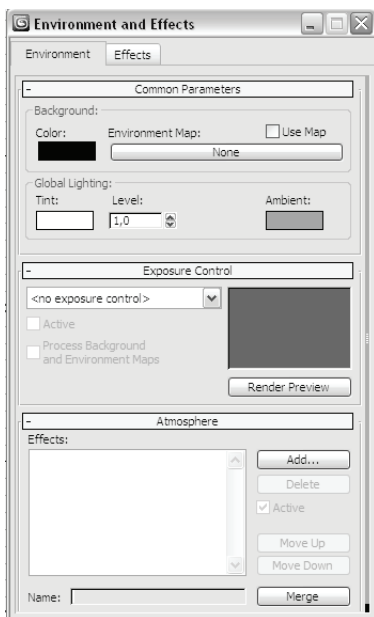 Environment and Effects
Environment Effects
- Common Parameters
Background:
Color: Environment Map: Use Map
None
Global Lighting:
Tint: Level: Ambient:
1,0
- Exposure Control
<no exposure control>
Active
Process Background
and Environment Maps
Render Preview
- Atmosphere
Effects:
Add...
Delete
Active
Move Up
Move Down
Name: Merge